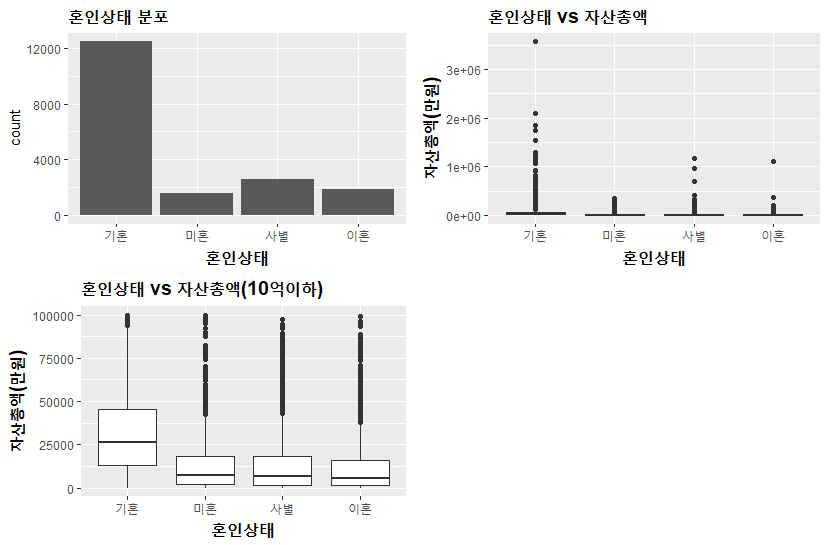 혼인상태 분포
count
12000
8000
4000
0
기혼 미혼 사별 이혼
혼인상태
혼인상태 vs 자산총액
자산총액(만원)
3e+06
2e+06
1e+06
0e+00
기혼 미혼 사별 이혼
혼인상태
혼인상태 vs 자산총액(10억이하)
자산총액(만원)
100000
75000
50000
25000
0
기혼 미혼 사별 이혼
혼인상태